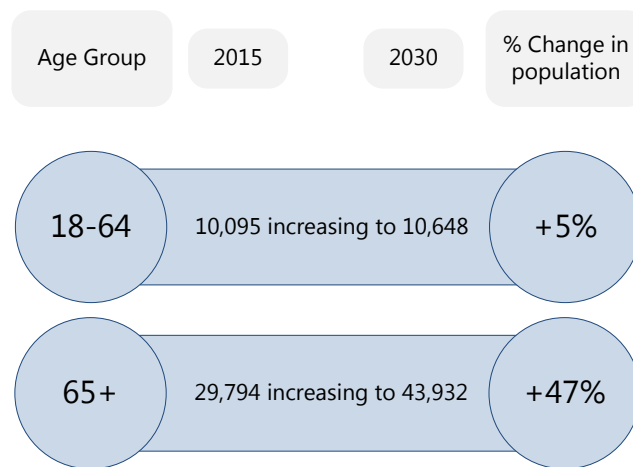 Age Group
2015
2030
% Change in
population
18-64
10,095 increasing to 10,648
+5%
65+
29,794 increasing to 43,932
+47%